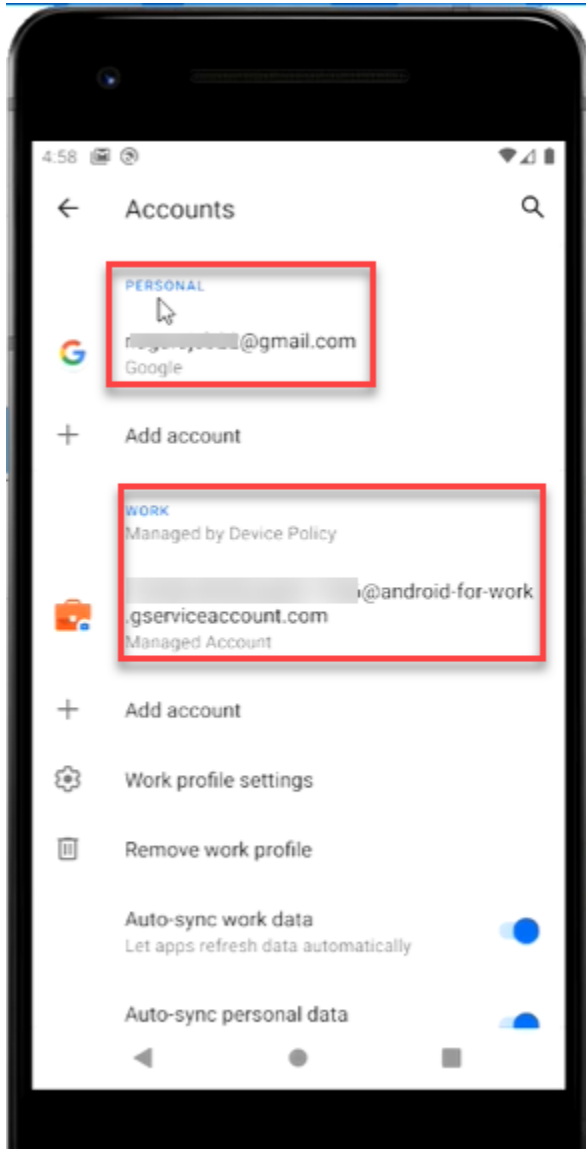 4:58
Accounts
PERSONAL
@gmail.com
Google
Add account
WORK
Managed by Device Policy
@android-for-work
.gserviceaccount.com
Managed Account
Add account
Work profile settings
Remove work profile
Auto-sync work data
Let apps refresh data automatically
Auto-sync personal data